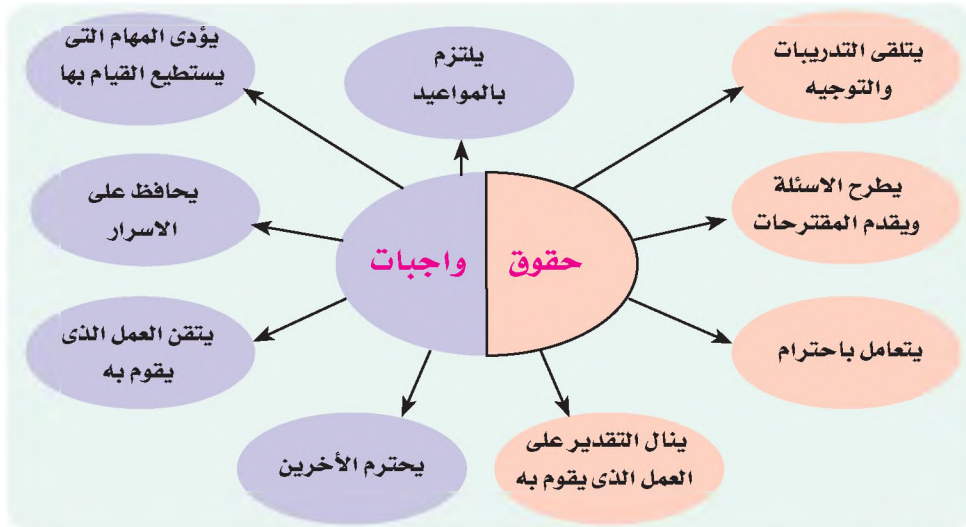 حقوق
يتلقى التدريبات
والتوجيه
يطرح الاسئلة
ويقدم المقترحات
يتعامل باحترام
ينال التقدير على
العمل الذى يقوم به
واجبات
يلتزم
بالمواعيد
يؤدى المهام التى
يستطيع القيام بها
يحافظ على
الاسرار
يتقن العمل الذى
يقوم به
يحترم الأخرين